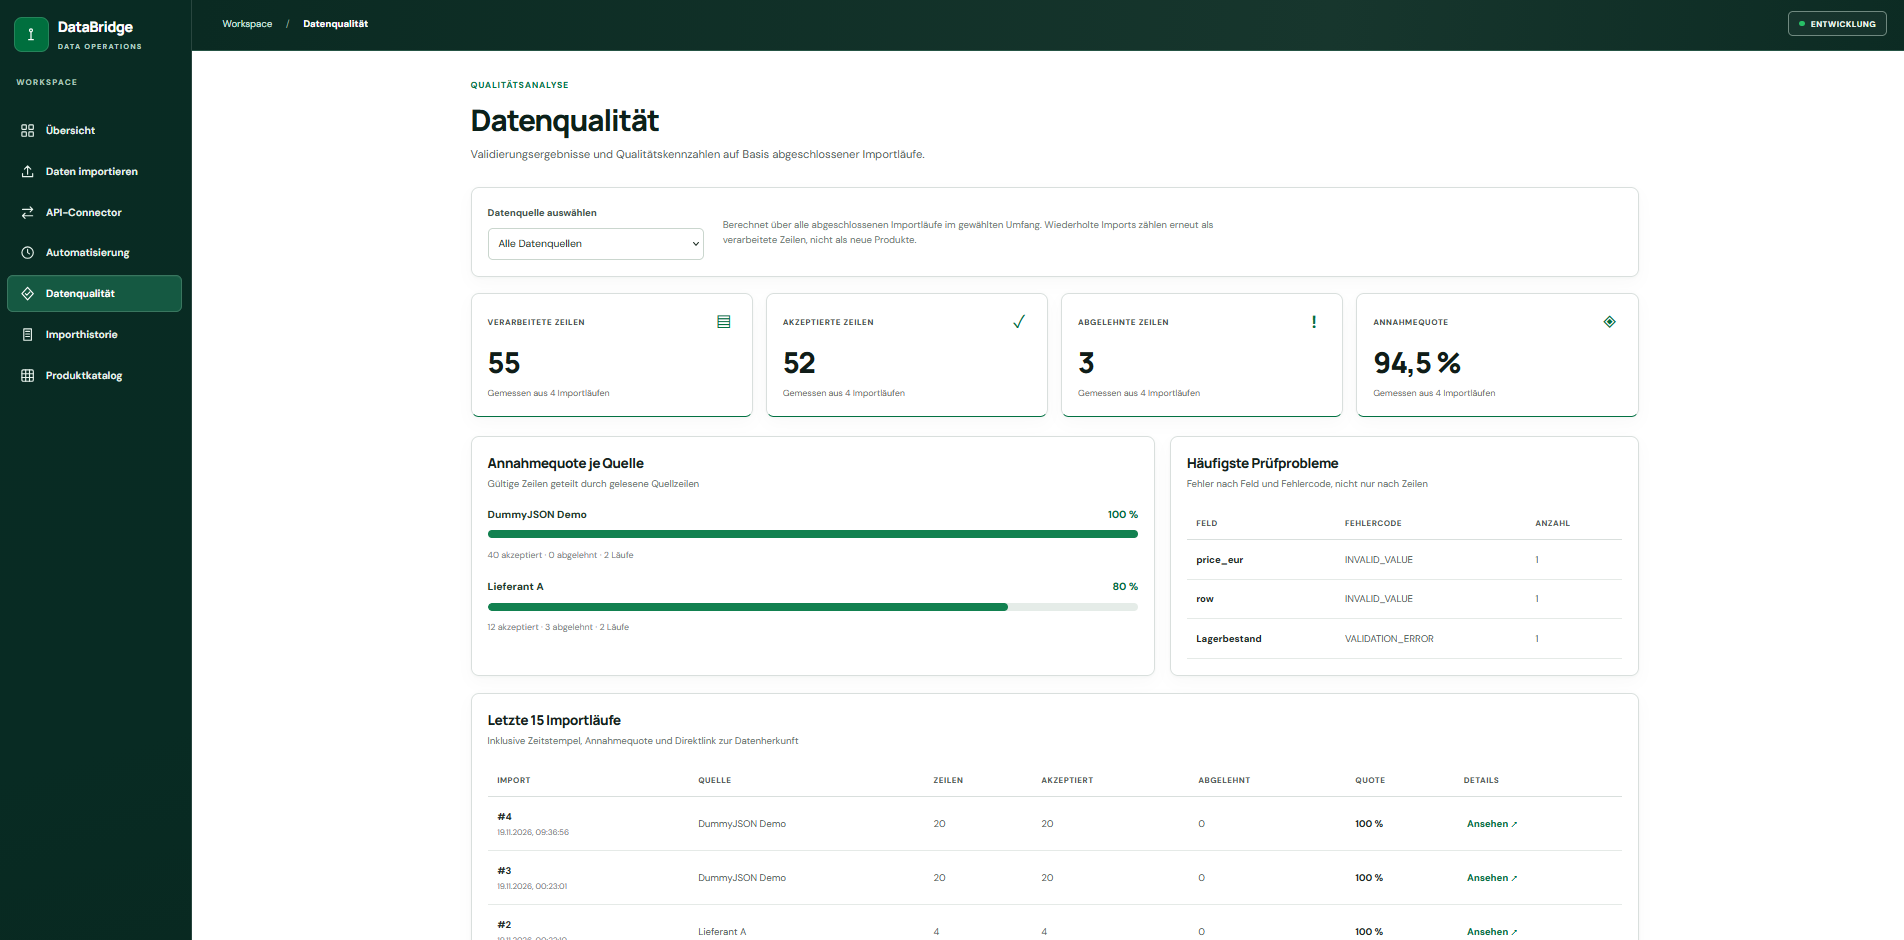 DataBridge
DATA OPERATIONS
WORKSPACE
Übersicht
Daten importieren
API-Connector
Automatisierung
Datenqualität
Importhistorie
Produktkatalog
Workspace / Datenqualität
ENTWICKLUNG
QUALITÄTSANALYSE
Datenqualität
Validierungsergebnisse und Qualitätskennzahlen auf Basis abgeschlossener Importläufe.
Datenquelle auswählen
Alle Datenquellen
Berechnet über alle abgeschlossenen Importläufe im gewählten Umfang. Wiederholte Imports zählen erneut als
verarbeitete Zeilen, nicht als neue Produkte.
VERARBEITETE ZEILEN
55
Gemessen aus 4 Importläufen
AKZEPTIERTE ZEILEN
52
Gemessen aus 4 Importläufen
ABGELEHNTE ZEILEN
3
Gemessen aus 4 Importläufen
ANNAHMEQUOTE
94,5 %
Gemessen aus 4 Importläufen
Annahmequote je Quelle
Gültige Zeilen geteilt durch gelesene Quellzeilen
DummyJSON Demo 100 %
40 akzeptiert · 0 abgelehnt · 2 Läufe
Lieferant A 80 %
12 akzeptiert · 3 abgelehnt · 2 Läufe
Häufigste Prüfprobleme
Fehler nach Feld und Fehlercode, nicht nur nach Zeilen
FELD FEHLERCODE ANZAHL
price_eur INVALID_VALUE 1
row INVALID_VALUE 1
Lagerbestand VALIDATION_ERROR 1
Letzte 15 Importläufe
Inklusive Zeitstempel, Annahmequote und Direktlink zur Datenherkunft
IMPORT QUELLE ZEILEN AKZEPTIERT ABGELEHNT QUOTE DETAILS
#4
19.11.2026, 09:36:56
DummyJSON Demo 20 20 0 100 % Ansehen ↗
#3
19.11.2026, 00:23:01
DummyJSON Demo 20 20 0 100 % Ansehen ↗
#2
Lieferant A 4 4 0 100 % Ansehen ↗